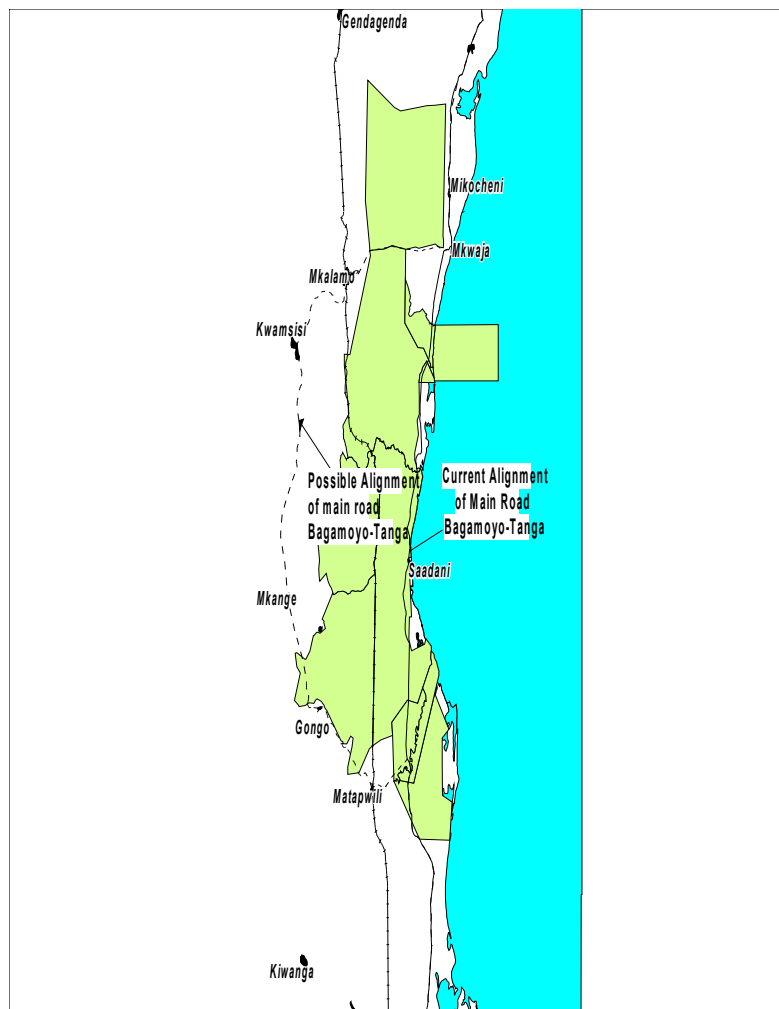 Gendagenda
Mikocheni
Mkwaja
Mkalamo
Kwamsisi
Possible Alignment
of main road
Bagamoyo-Tanga
Current Alignment
of Main Road
Bagamoyo-Tanga
Saadani
Mkange
Gongo
Matapwili
Kiwanga